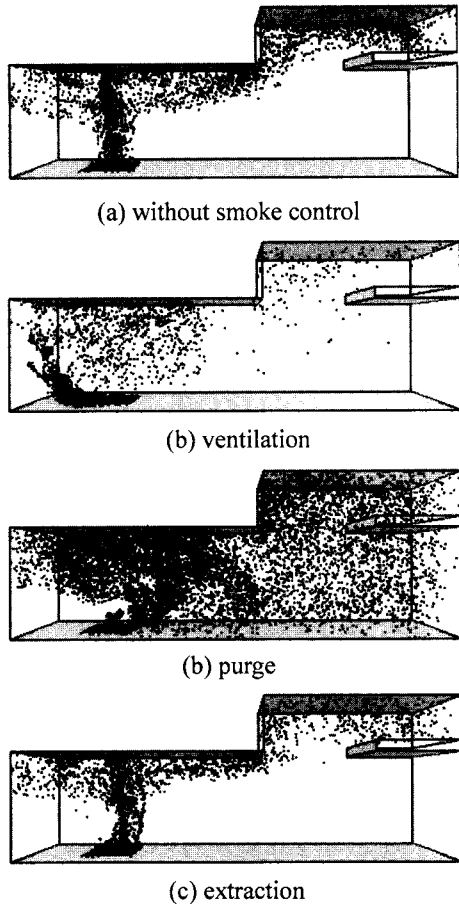 (a) without smoke control
(b) ventilation
(b) purge
(c) extraction